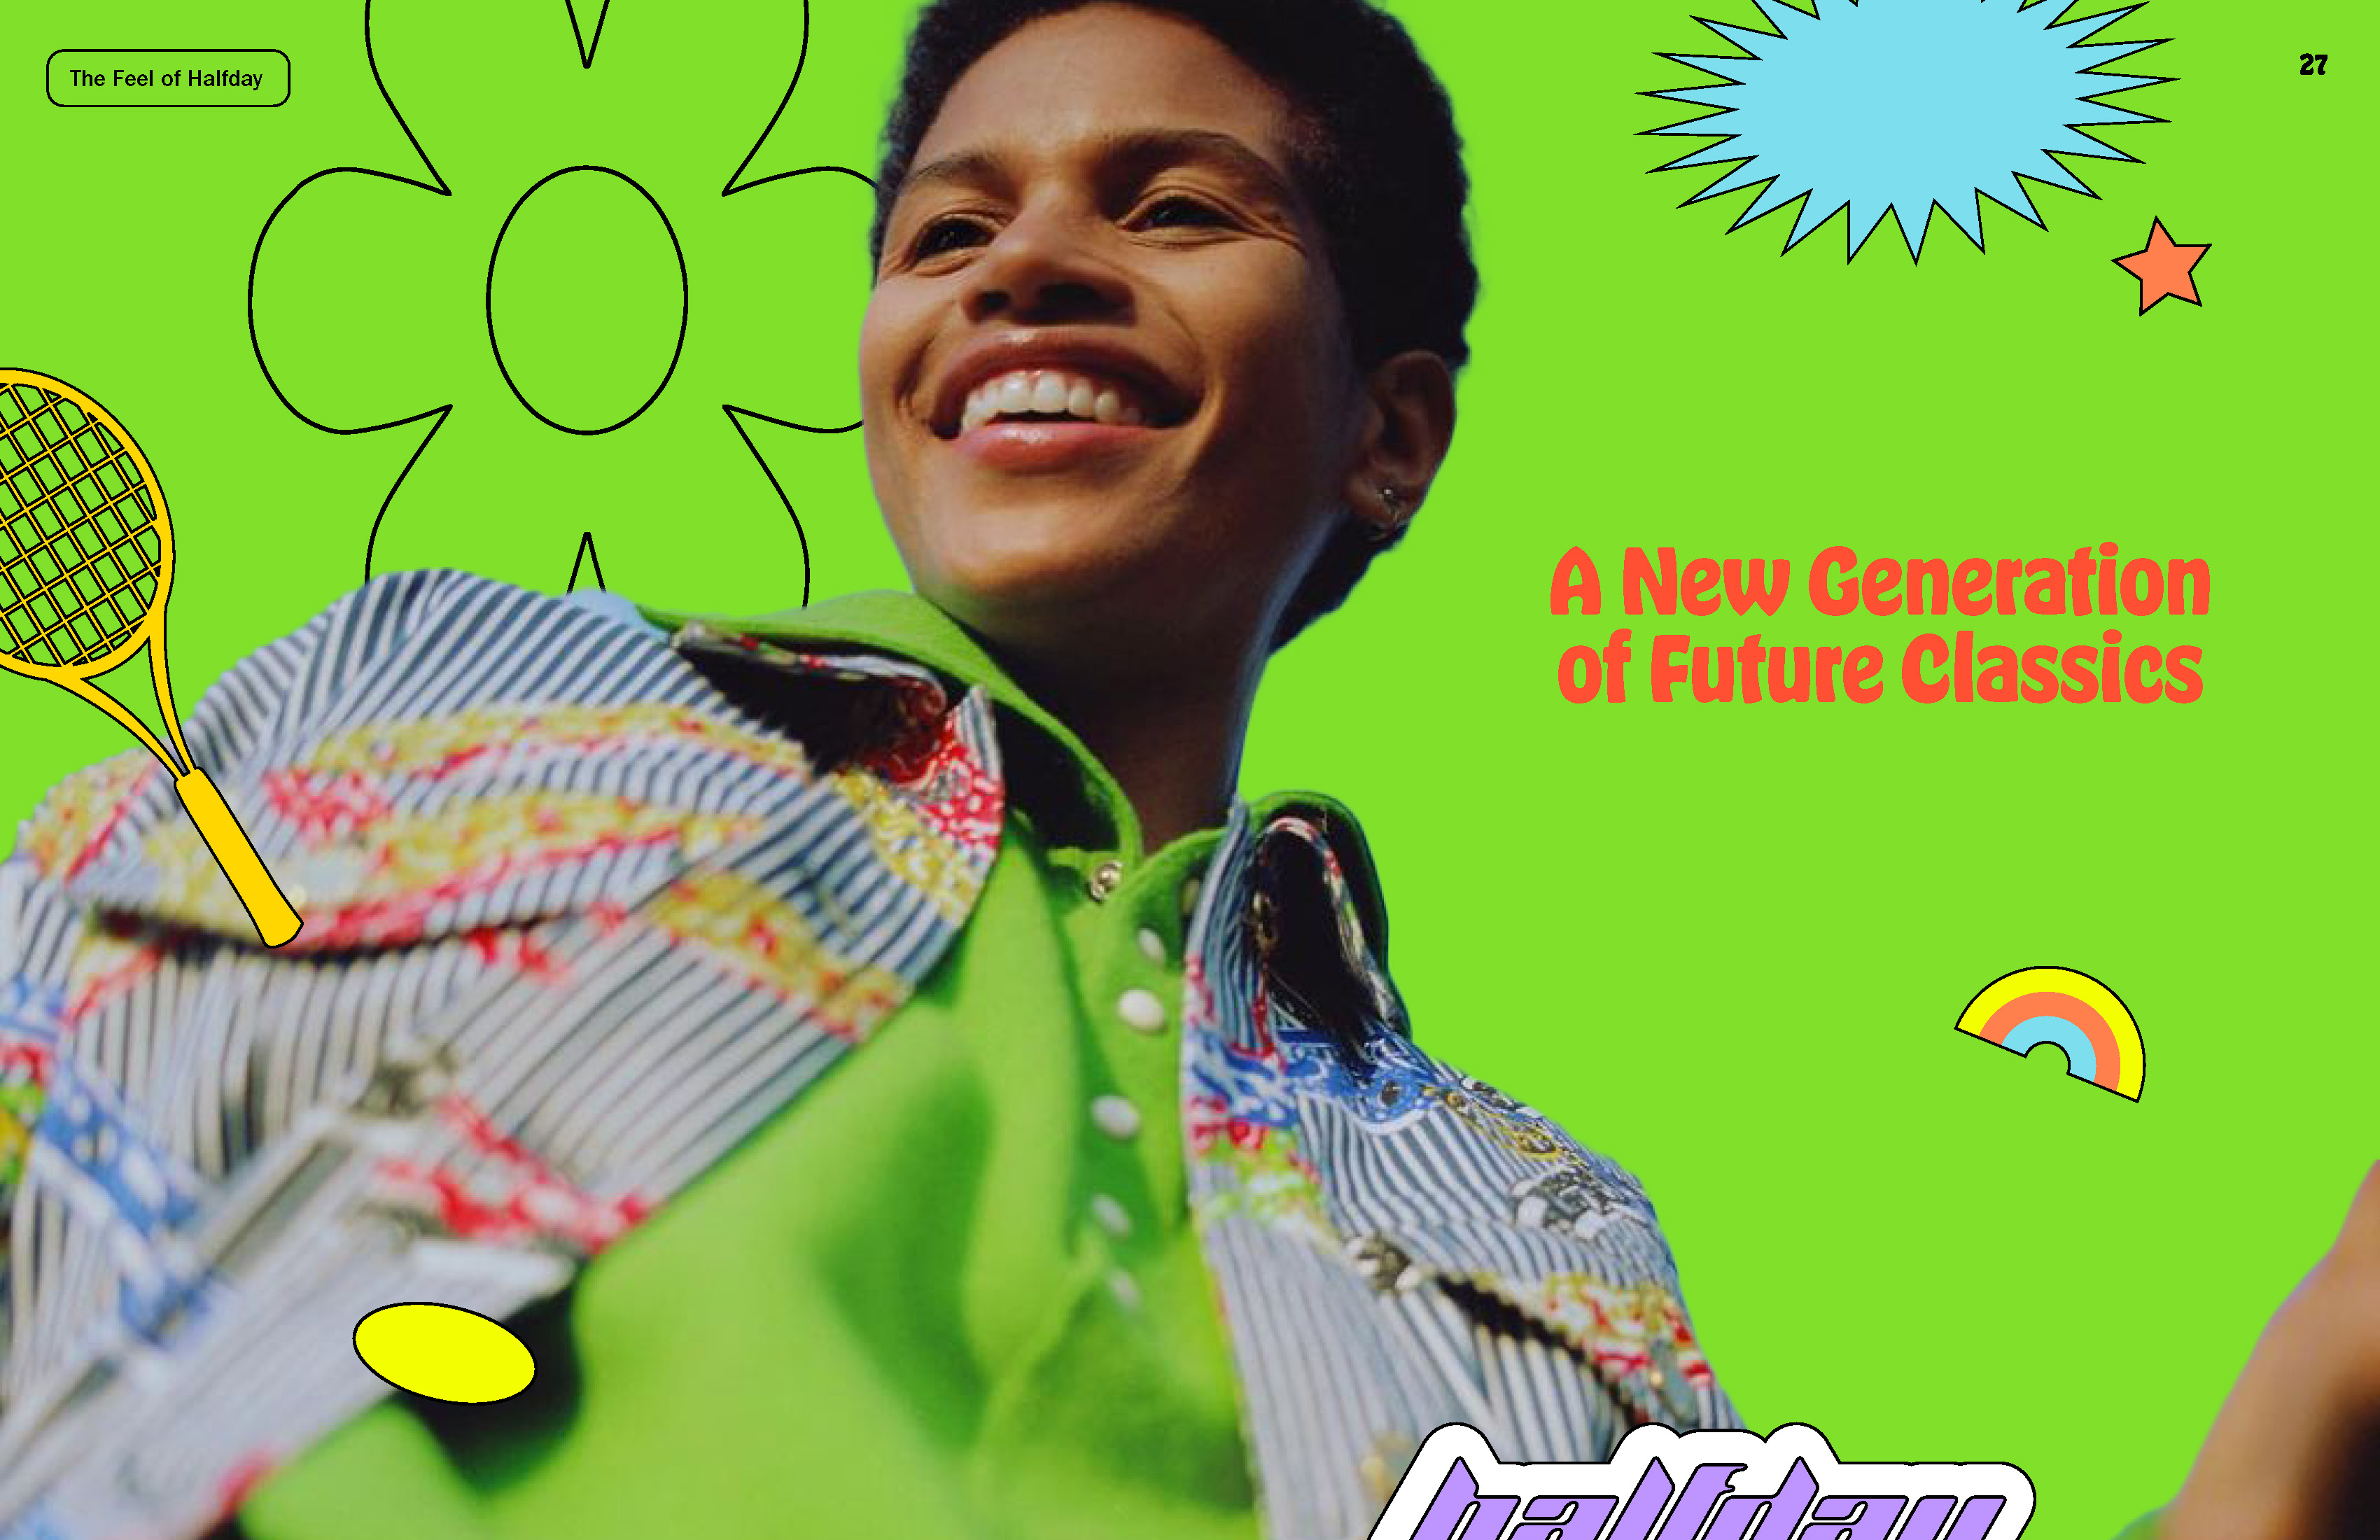 The Feel of Halfday
27
A New Generation
of Future Classics
halfday